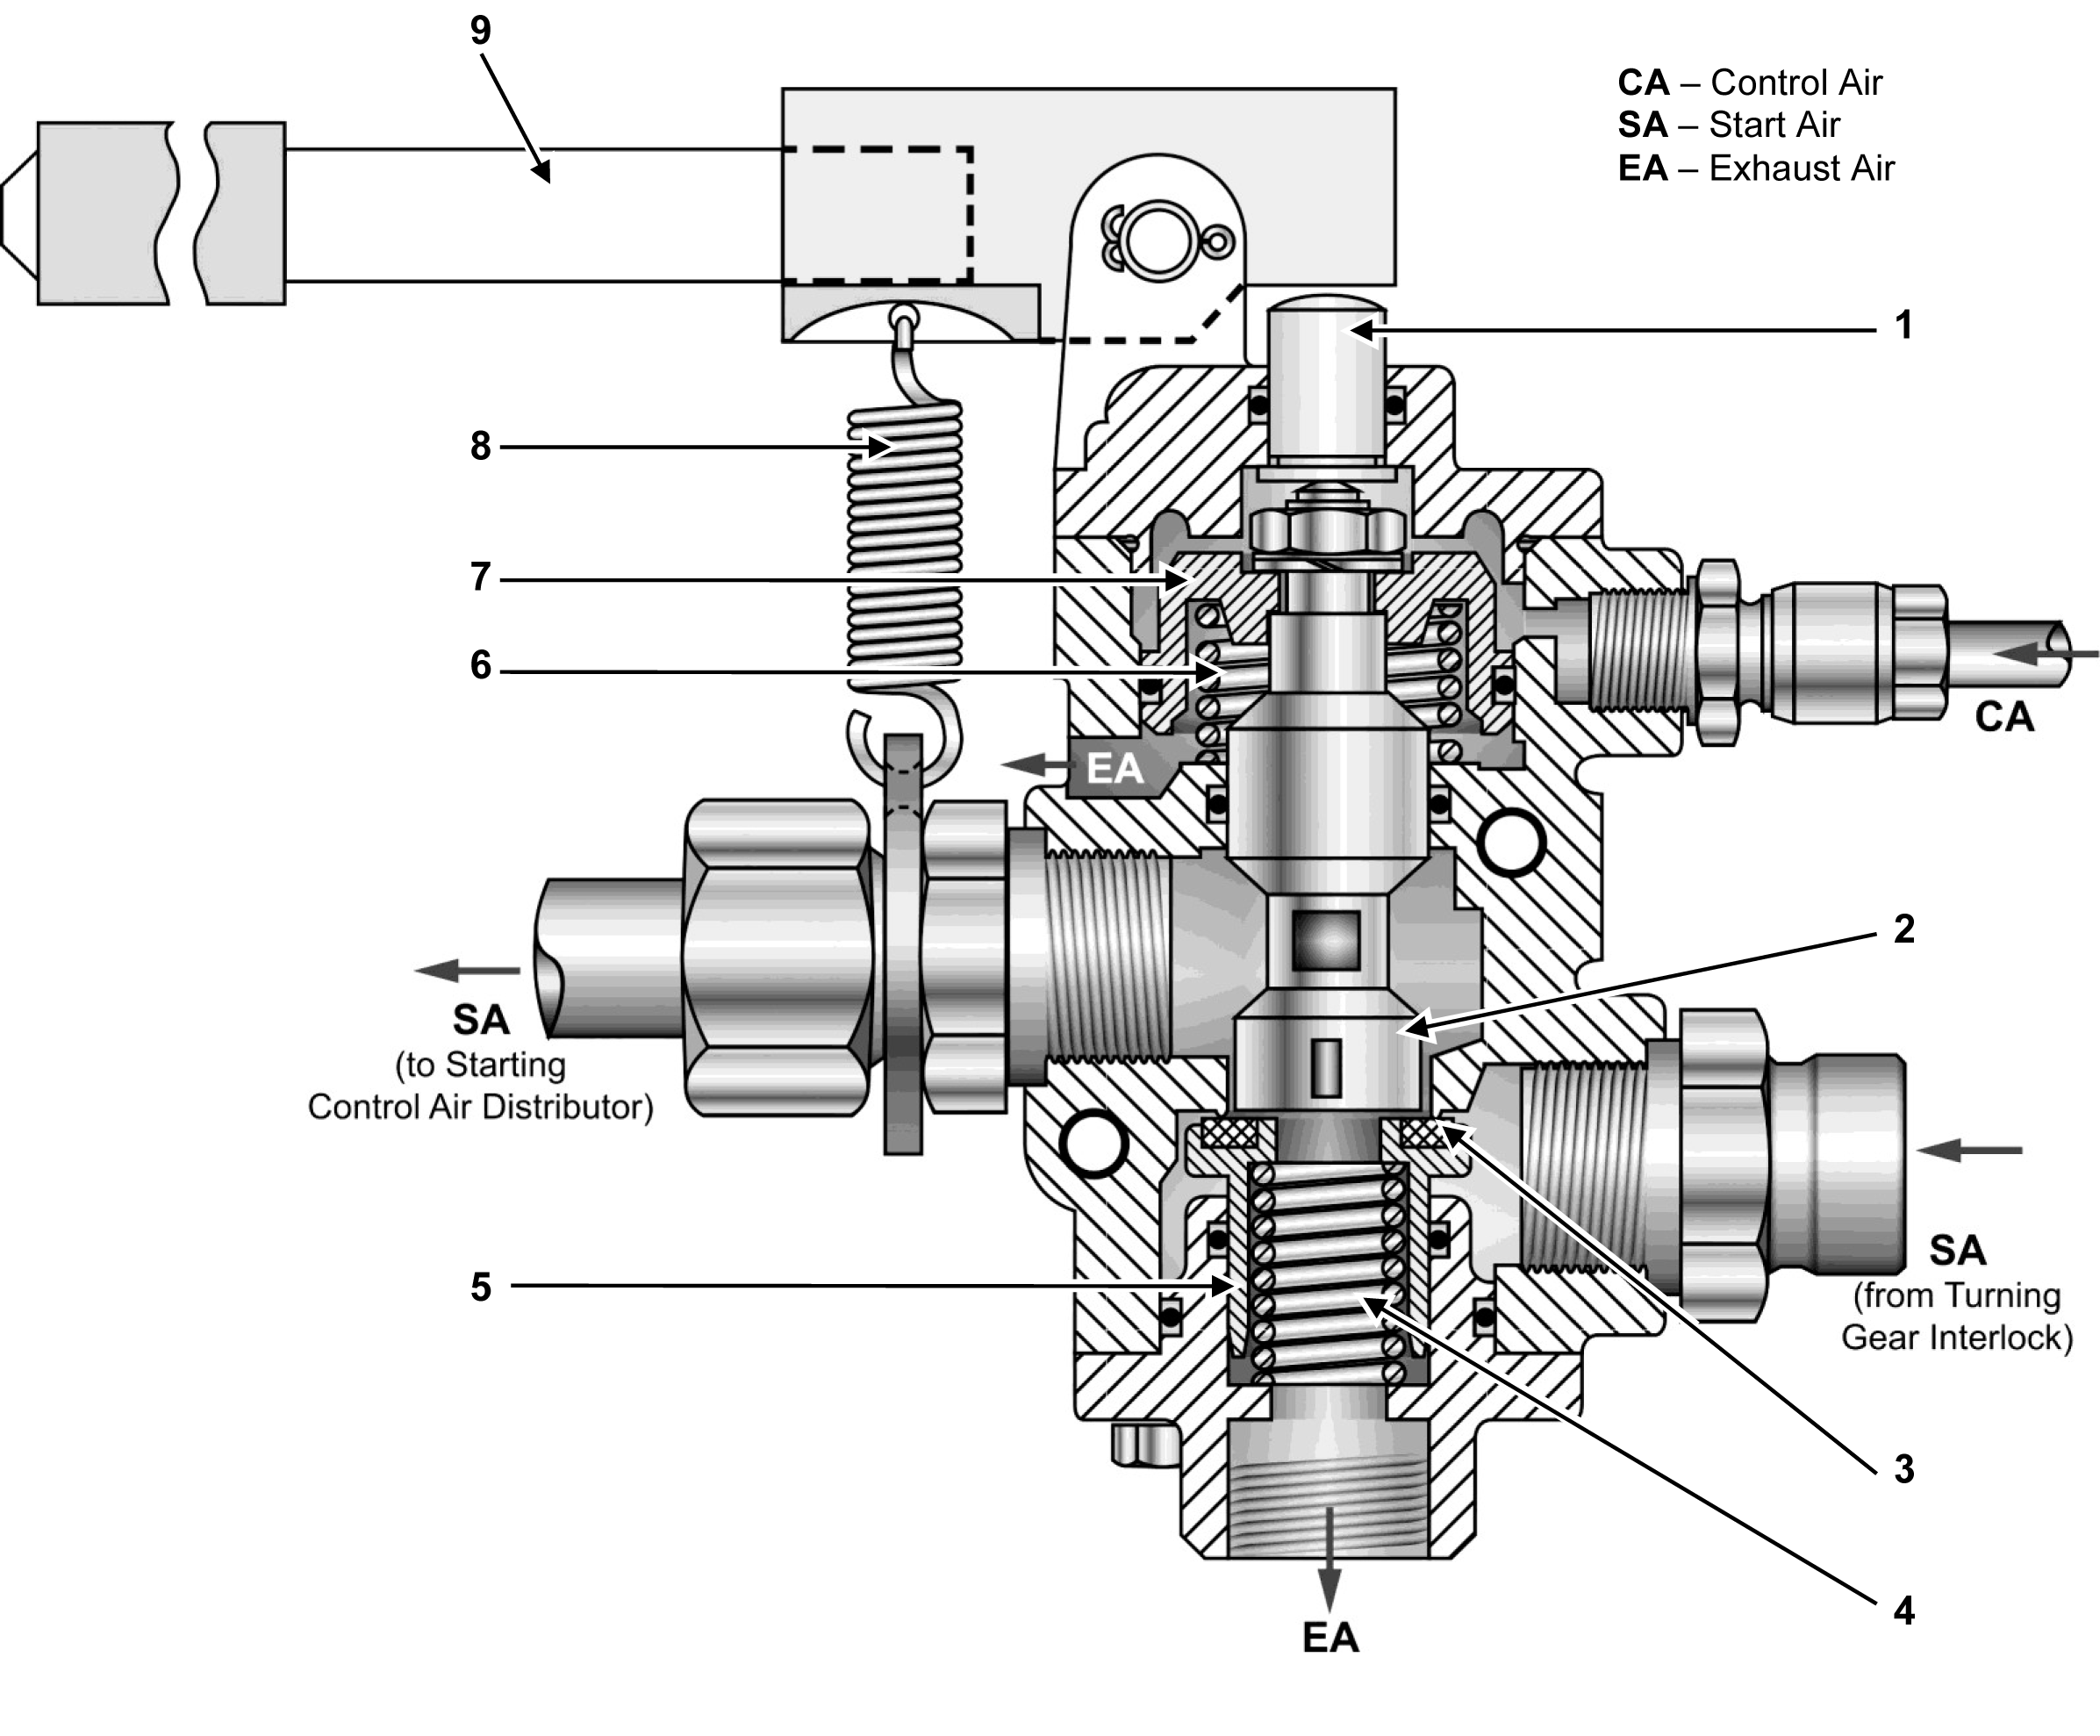 9
CA – Control Air
SA – Start Air
EA – Exhaust Air
1
8
7
6
CA
EA
2
SA
(to Starting
Control Air Distributor)
SA
(from Turning
Gear Interlock)
5
3
4
EA